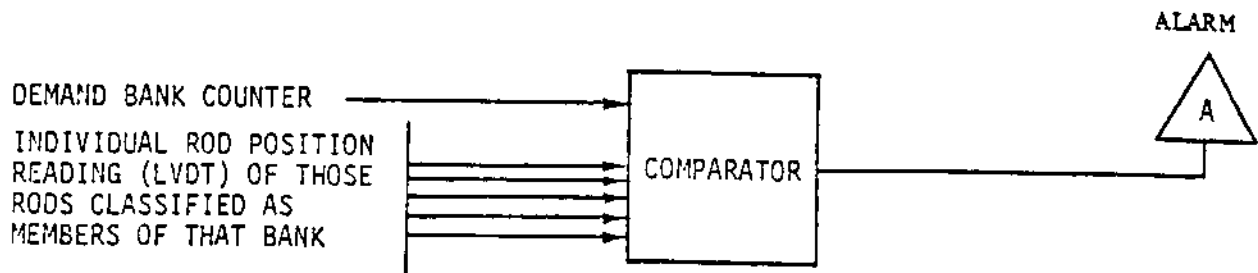 ALARM
DEMAND BANK COUNTER
A
INDIVIDUAL ROD POSITION
READING (LVDT) OF THOSE
RODS CLASSIFIED AS
MEMBERS OF THAT BANK
COMPARATOR